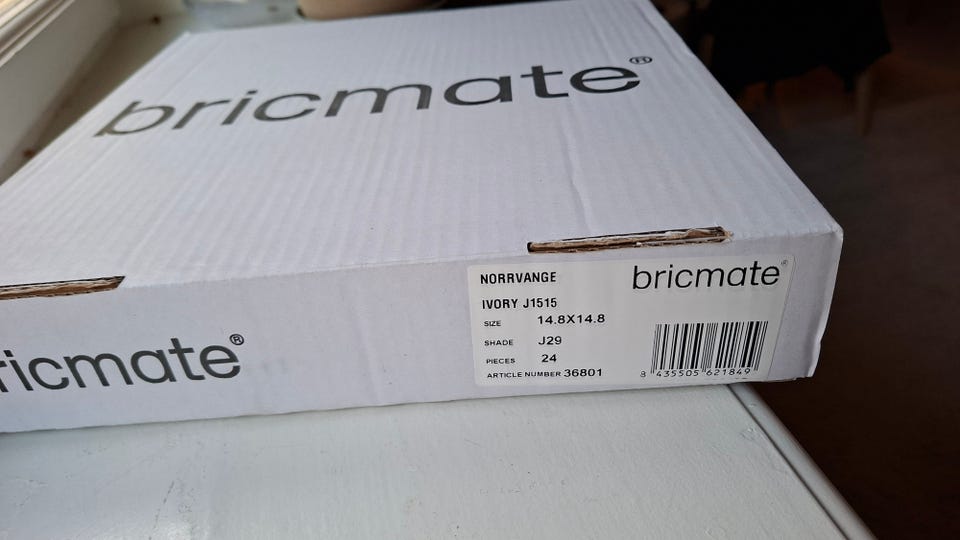 bricmate®
ricmate®
NORRVANGE
bricmate®
IVORY J1515
SIZE 14.8X14.8
SHADE J29
PIECES 24
ARTICLE NUMBER 36801
8 435505 621849